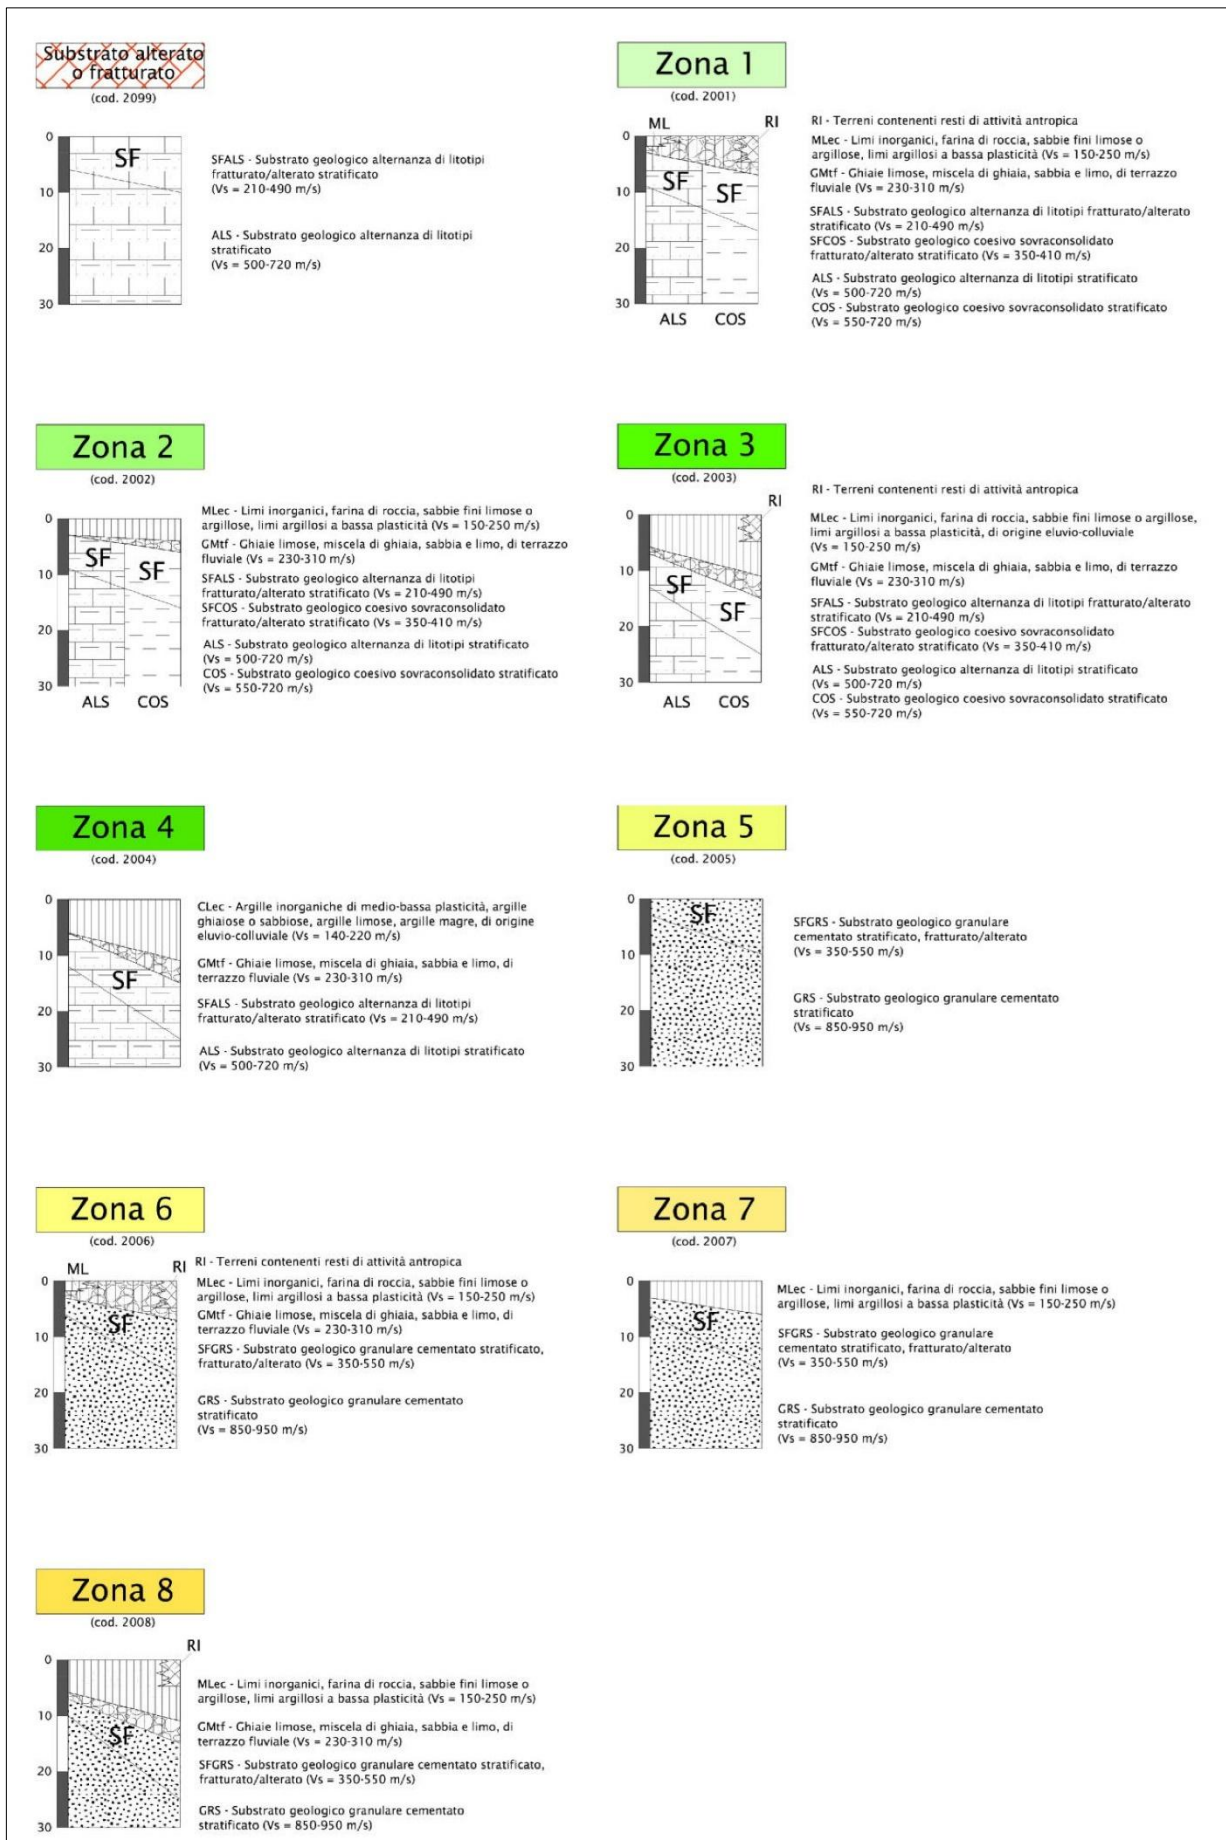 Substrato alterato
o fratturato
(cod. 2099)
0
10
20
30
SF
SFALS - Substrato geologico alternanza di litotipi
fratturato/alterato stratificato
(Vs = 210-490 m/s)
ALS - Substrato geologico alternanza di litotipi
stratificato
(Vs = 500-720 m/s)
Zona 1
(cod. 2001)
ML
RI
0
10
20
30
SF
SF
ALS
COS
RI - Terreni contenenti resti di attività antropica
MLec - Limi inorganici, farina di roccia, sabbie fini limose o
argillose, limi argillosi a bassa plasticità (Vs = 150-250 m/s)
GMtf - Ghiaie limose, miscela di ghiaia, sabbia e limo, di terrazzo
fluviale (Vs = 230-310 m/s)
SFALS - Substrato geologico alternanza di litotipi fratturato/alterato
stratificato (Vs = 210-490 m/s)
SFCOS - Substrato geologico coesivo sovraconsolidato
fratturato/alterato stratificato (Vs = 350-410 m/s)
ALS - Substrato geologico alternanza di litotipi stratificato
(Vs = 500-720 m/s)
COS - Substrato geologico coesivo sovraconsolidato stratificato
(Vs = 550-720 m/s)
Zona 2
(cod. 2002)
0
10
20
30
SF
SF
ALS
COS
MLec - Limi inorganici, farina di roccia, sabbie fini limose o
argillose, limi argillosi a bassa plasticità (Vs = 150-250 m/s)
GMtf - Ghiaie limose, miscela di ghiaia, sabbia e limo, di terrazzo
fluviale (Vs = 230-310 m/s)
SFALS - Substrato geologico alternanza di litotipi
fratturato/alterato stratificato (Vs = 210-490 m/s)
SFCOS - Substrato geologico coesivo sovraconsolidato
fratturato/alterato stratificato (Vs = 350-410 m/s)
ALS - Substrato geologico alternanza di litotipi stratificato
(Vs = 500-720 m/s)
COS - Substrato geologico coesivo sovraconsolidato stratificato
(Vs = 550-720 m/s)
Zona 3
(cod. 2003)
RI
0
10
20
30
SF
SF
ALS
COS
RI - Terreni contenenti resti di attività antropica
MLec - Limi inorganici, farina di roccia, sabbie fini limose o argillose,
limi argillosi a bassa plasticità, di origine eluvio-colluviale
(Vs = 150-250 m/s)
GMtf - Ghiaie limose, miscela di ghiaia, sabbia e limo, di terrazzo
fluviale (Vs = 230-310 m/s)
SFALS - Substrato geologico alternanza di litotipi fratturato/alterato
stratificato (Vs = 210-490 m/s)
SFCOS - Substrato geologico coesivo sovraconsolidato
fratturato/alterato stratificato (Vs = 350-410 m/s)
ALS - Substrato geologico alternanza di litotipi stratificato
(Vs = 500-720 m/s)
COS - Substrato geologico coesivo sovraconsolidato stratificato
(Vs = 550-720 m/s)
Zona 4
(cod. 2004)
0
10
20
30
SF
CLec - Argille inorganiche di medio-bassa plasticità, argille
ghiaiose o sabbiose, argille limose, argille magre, di origine
eluvio-colluviale (Vs = 140-220 m/s)
GMtf - Ghiaie limose, miscela di ghiaia, sabbia e limo, di
terrazzo fluviale (Vs = 230-310 m/s)
SFALS - Substrato geologico alternanza di litotipi
fratturato/alterato stratificato (Vs = 210-490 m/s)
ALS - Substrato geologico alternanza di litotipi stratificato
(Vs = 500-720 m/s)
Zona 5
(cod. 2005)
0
10
20
30
SF
SFGRS - Substrato geologico granulare
cementato stratificato, fratturato/alterato
(Vs = 350-550 m/s)
GRS - Substrato geologico granulare cementato
stratificato
(Vs = 850-950 m/s)
Zona 6
(cod. 2006)
ML
RI
0
10
20
30
SF
RI - Terreni contenenti resti di attività antropica
MLec - Limi inorganici, farina di roccia, sabbie fini limose o
argillose, limi argillosi a bassa plasticità (Vs = 150-250 m/s)
GMtf - Ghiaie limose, miscela di ghiaia, sabbia e limo, di
terrazzo fluviale (Vs = 230-310 m/s)
SFGRS - Substrato geologico granulare cementato stratificato,
fratturato/alterato (Vs = 350-550 m/s)
GRS - Substrato geologico granulare cementato
stratificato
(Vs = 850-950 m/s)
Zona 7
(cod. 2007)
0
10
20
30
SF
MLec - Limi inorganici, farina di roccia, sabbie fini limose o
argillose, limi argillosi a bassa plasticità (Vs = 150-250 m/s)
SFGRS - Substrato geologico granulare
cementato stratificato, fratturato/alterato
(Vs = 350-550 m/s)
GRS - Substrato geologico granulare cementato
stratificato
(Vs = 850-950 m/s)
Zona 8
(cod. 2008)
RI
0
10
20
30
SF
MLec - Limi inorganici, farina di roccia, sabbie fini limose o
argillose, limi argillosi a bassa plasticità (Vs = 150-250 m/s)
GMtf - Ghiaie limose, miscela di ghiaia, sabbia e limo, di
terrazzo fluviale (Vs = 230-310 m/s)
SFGRS - Substrato geologico granulare cementato stratificato,
fratturato/alterato (Vs = 350-550 m/s)
GRS - Substrato geologico granulare cementato
stratificato (Vs = 850-950 m/s)